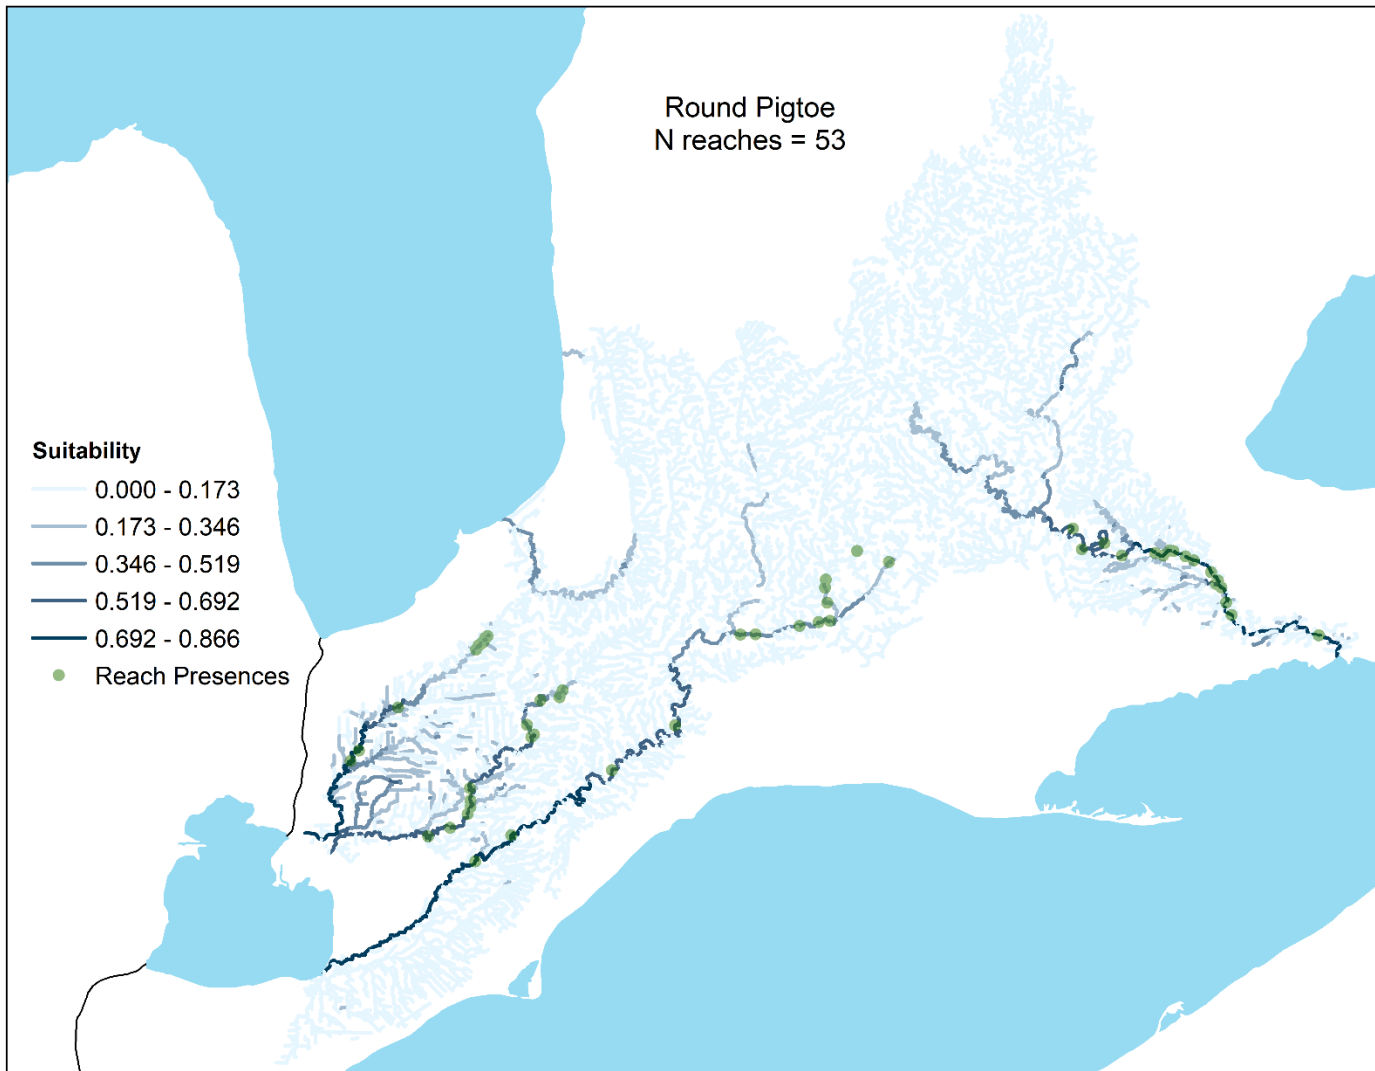 Round Pigtoe
N reaches = 53
Suitability
0.000 - 0.173
0.173 - 0.346
0.346 - 0.519
0.519 - 0.692
0.692 - 0.866
Reach Presences